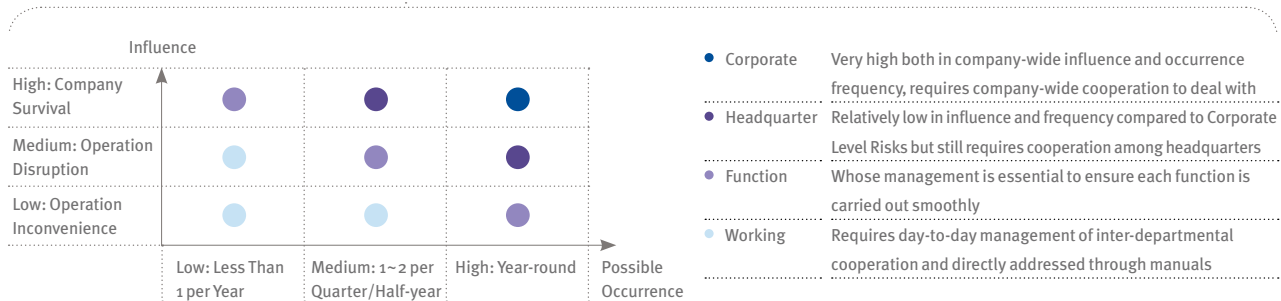 Influence
High: Company
Survival
Medium: Operation
Disruption
Low: Operation
Inconvenience
Low: Less Than
1 per Year
Medium: 1~2 per
Quarter/Half-year
High: Year-round
Possible
Occurrence
Corporate Very high both in company-wide influence and occurrence
frequency, requires company-wide cooperation to deal with
Headquarter Relatively low in influence and frequency compared to Corporate
Level Risks but still requires cooperation among headquarters
Function Whose management is essential to ensure each function is
carried out smoothly
Working Requires day-to-day management of inter-departmental
cooperation and directly addressed through manuals